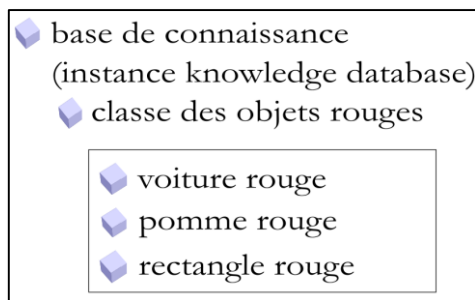 base de connaissance
(instance knowledge database)
classe des objets rouges
voiture rouge
pomme rouge
rectangle rouge